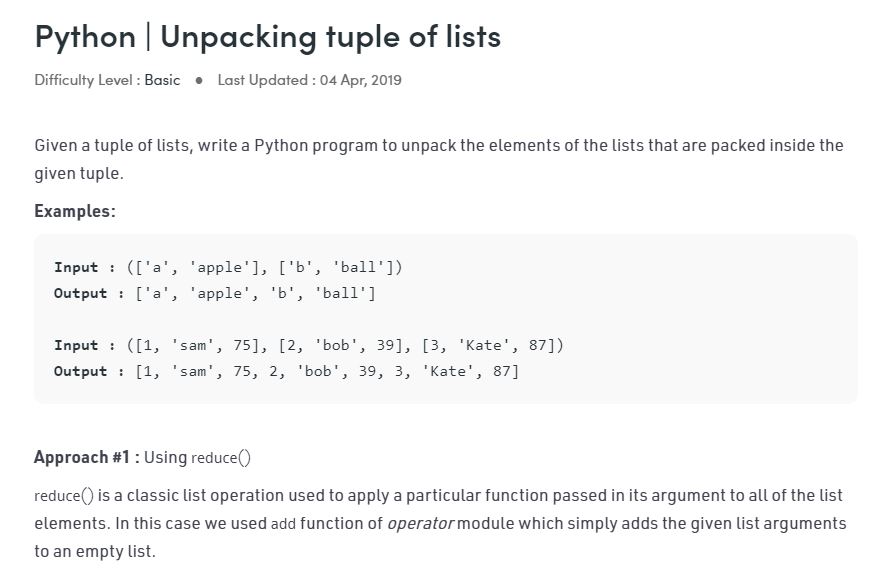 Python | Unpacking tuple of lists
Difficulty Level : Basic ● Last Updated : 04 Apr, 2019
Given a tuple of lists, write a Python program to unpack the elements of the lists that are packed inside the
given tuple.
Examples:
Input : (['a', 'apple'], ['b', 'ball'])
Output : ['a', 'apple', 'b', 'ball']
Input : ([1, 'sam', 75], [2, 'bob', 39], [3, 'Kate', 87])
Output : [1, 'sam', 75, 2, 'bob', 39, 3, 'Kate', 87]
Approach #1 : Using reduce()
reduce() is a classic list operation used to apply a particular function passed in its argument to all of the list
elements. In this case we used add function of operator module which simply adds the given list arguments
to an empty list.